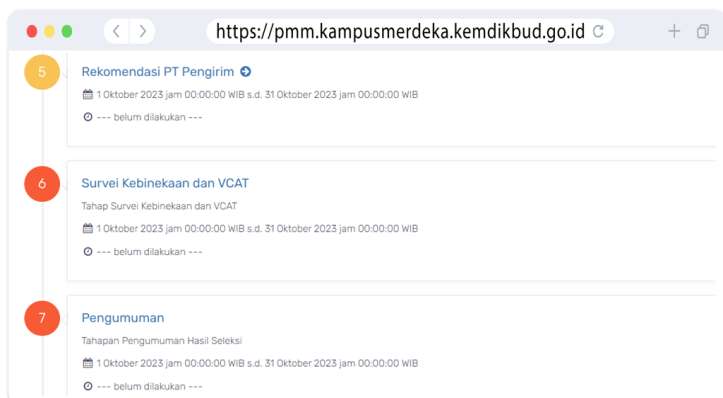 https://pmm.kampusmerdeka.kemdikbud.go.id
5
Rekomendasi PT Pengirim
1 Oktober 2023 jam 00:00:00 WIB s.d. 31 Oktober 2023 jam 00:00:00 WIB
--- belum dilakukan ---
6
Survei Kebinekaan dan VCAT
Tahap Survei Kebinekaan dan VCAT
1 Oktober 2023 jam 00:00:00 WIB s.d. 31 Oktober 2023 jam 00:00:00 WIB
--- belum dilakukan ---
7
Pengumuman
Tahapan Pengumuman Hasil Seleksi
1 Oktober 2023 jam 00:00:00 WIB s.d. 31 Oktober 2023 jam 00:00:00 WIB
--- belum dilakukan ---